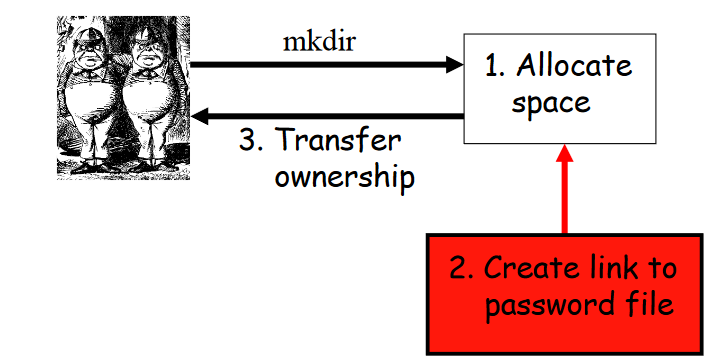 mkdir
1. Allocate
space
3. Transfer
ownership
2. Create link to
password file